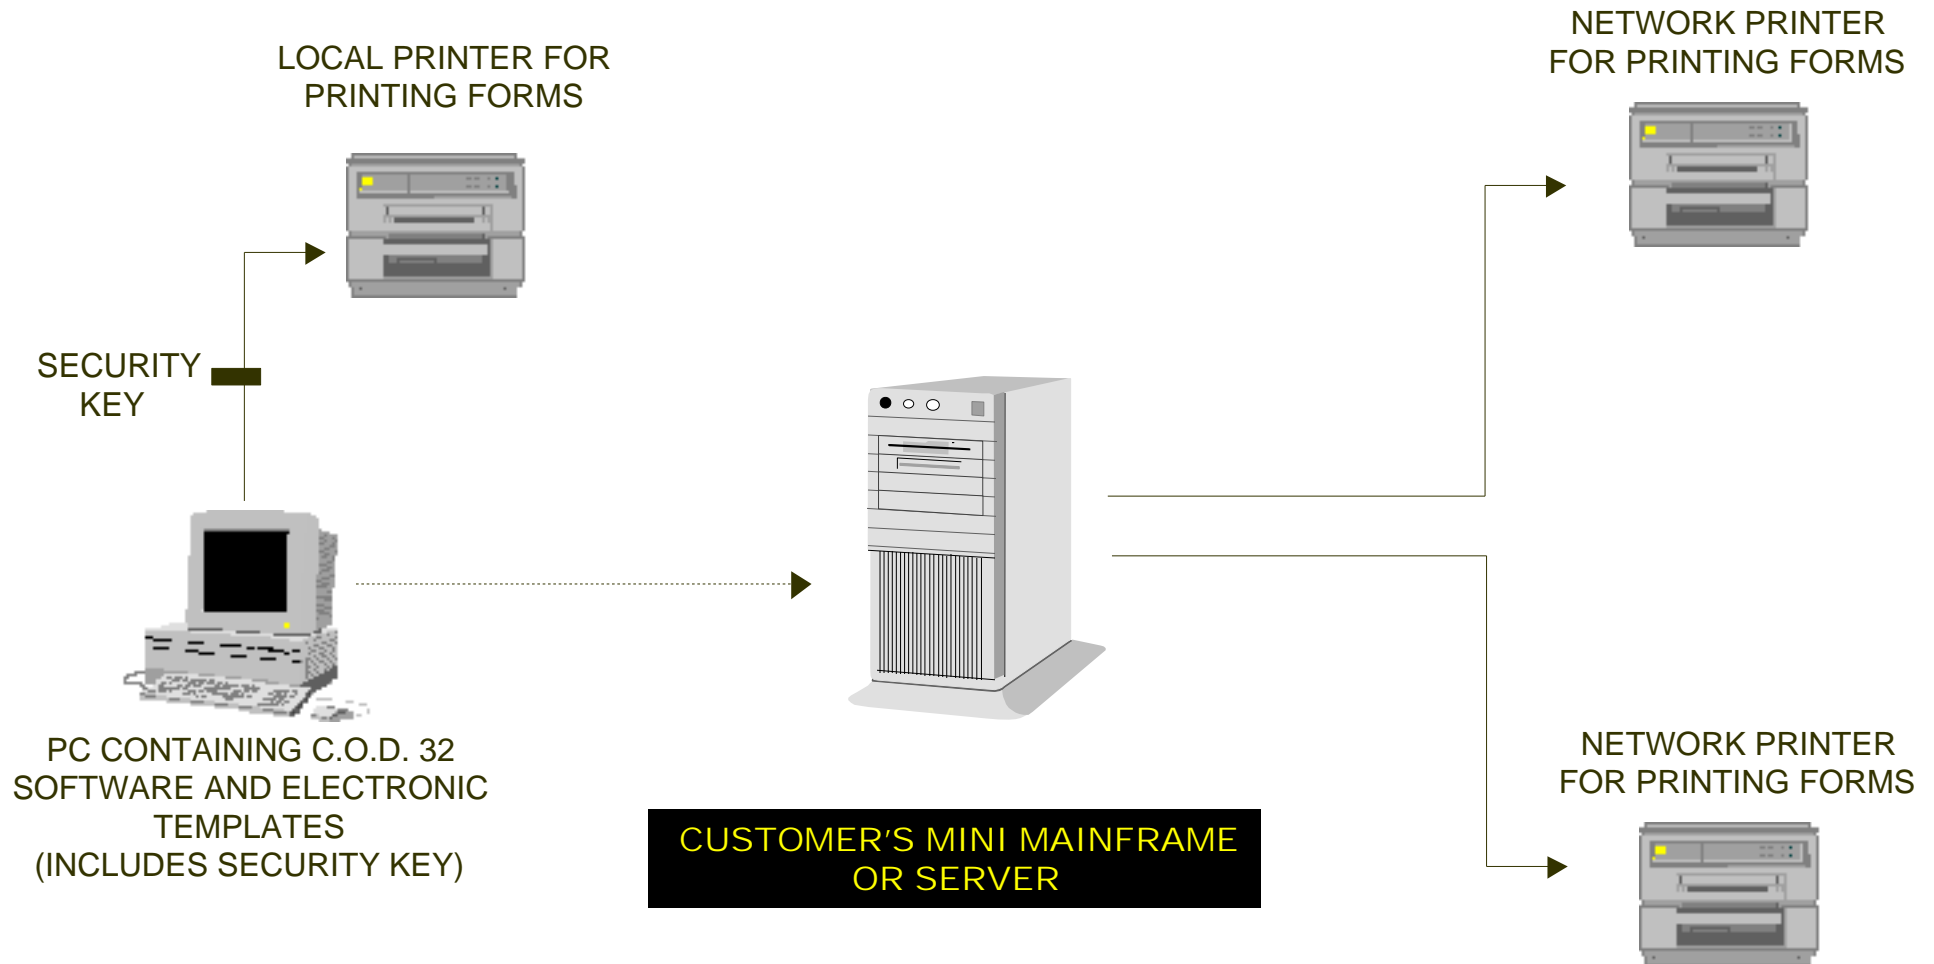 LOCAL PRINTER FOR
PRINTING FORMS
NETWORK PRINTER
FOR PRINTING FORMS
SECURITY
KEY
PC CONTAINING C.O.D. 32
SOFTWARE AND ELECTRONIC
TEMPLATES
(INCLUDES SECURITY KEY)
CUSTOMER'S MINI MAINFRAME
OR SERVER
NETWORK PRINTER
FOR PRINTING FORMS